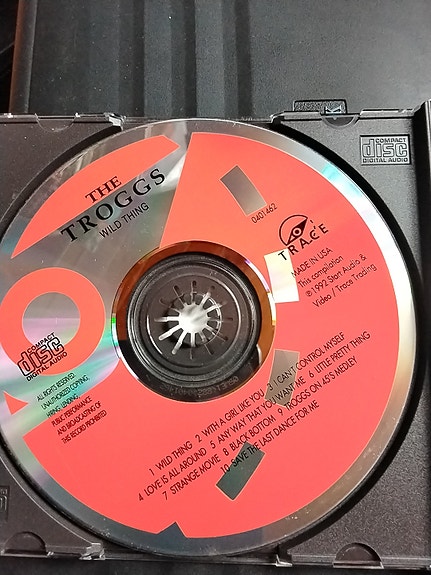 THE
TROGGS
WILD THING
0401462
TRACE
MADE IN USA
This compilation
℗ 1992 Start Audio &
Video / Trace Trading
COMPACT
disc
DIGITAL AUDIO
COMPACT
disc
DIGITAL AUDIO
ALL RIGHTS RESERVED.
UNAUTHORIZED COPYING,
HIRING, LENDING,
PUBLIC PERFORMANCE
AND BROADCASTING OF
THIS RECORD PROHIBITED
1 WILD THING 2 WITH A GIRL LIKE YOU 3 I CAN'T CONTROL MYSELF
4 LOVE IS ALL AROUND 5 ANY WAY THAT YOU WANT ME 6 LITTLE PRETTY THING
7 STRANGE MOVIE 8 BLACK BOTTOM 9 TROGGS ON 45'S MEDLEY
10 SAVE THE LAST DANCE FOR ME